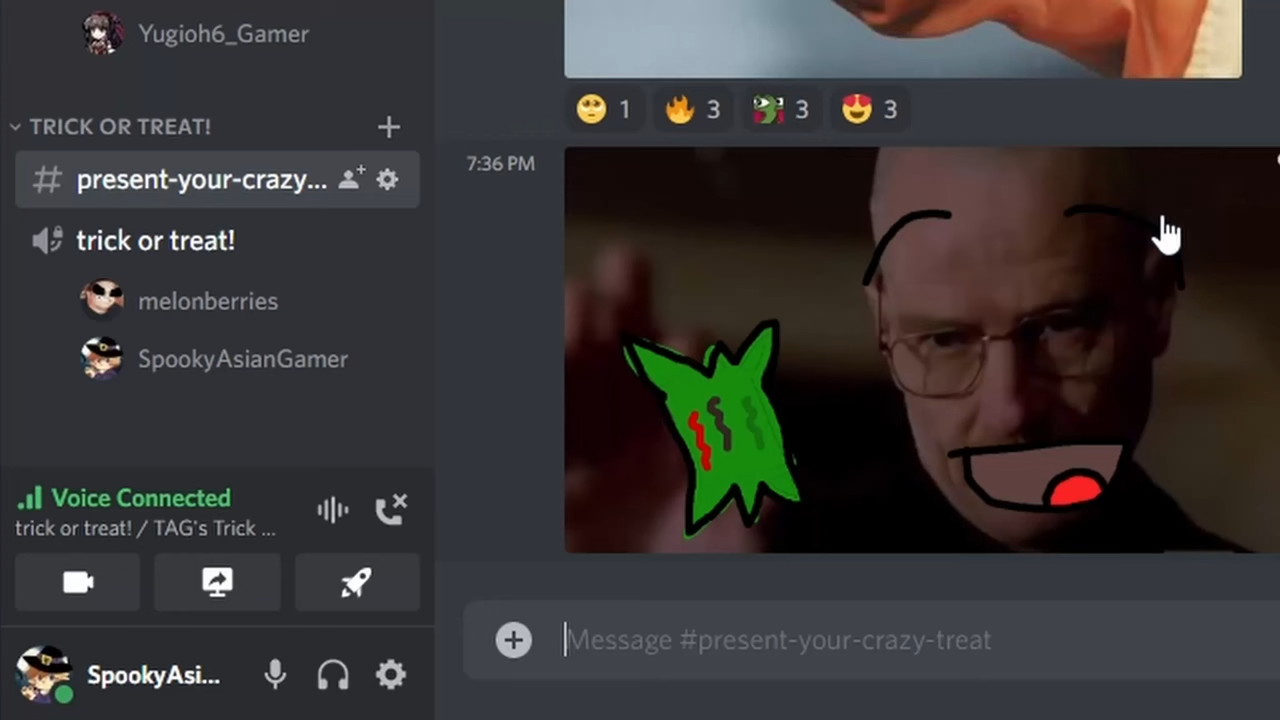 Yugioh6_Gamer
TRICK OR TREAT!
present-your-crazy...
trick or treat!
melonberries
SpookyAsianGamer
Voice Connected
trick or treat! / TAG's Trick ...
SpookyAsi...
1
3
3
3
7:36 PM
Message #present-your-crazy-treat